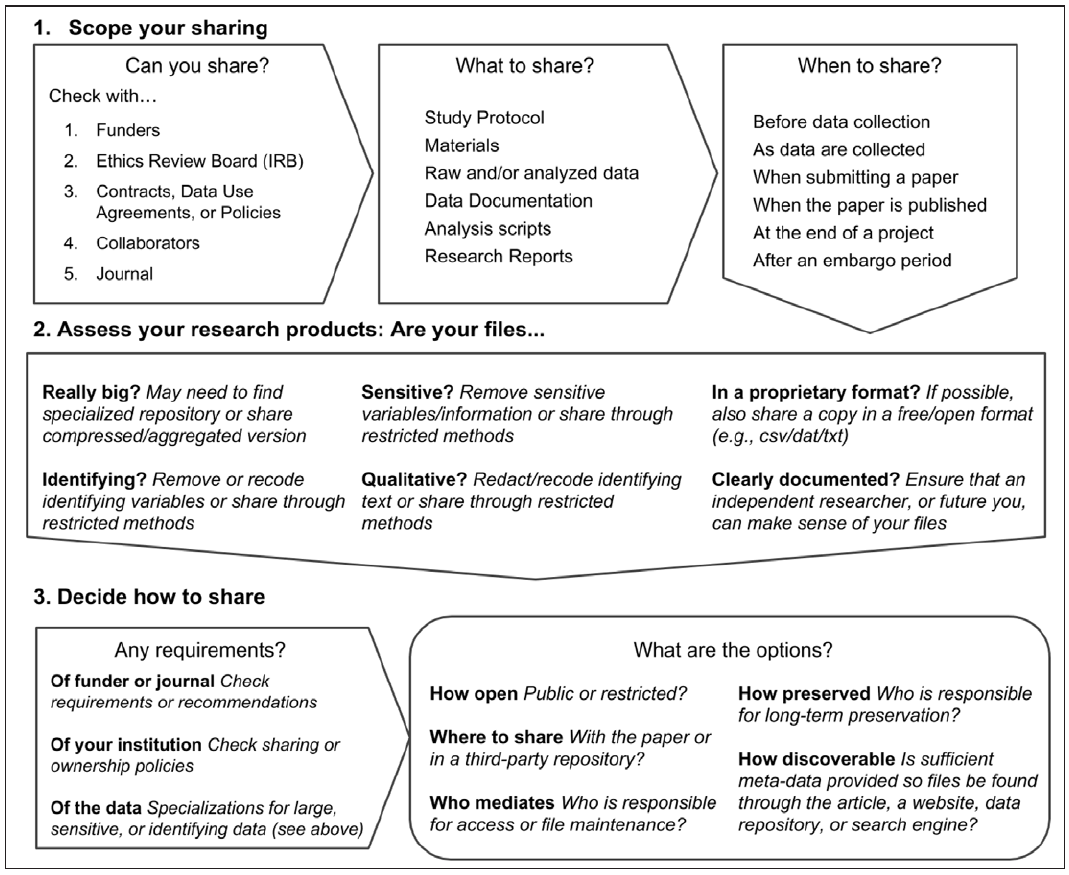 1. Scope your sharing
Can you share?
Check with…
1. Funders
2. Ethics Review Board (IRB)
3. Contracts, Data Use
Agreements, or Policies
4. Collaborators
5. Journal
What to share?
Study Protocol
Materials
Raw and/or analyzed data
Data Documentation
Analysis scripts
Research Reports
When to share?
Before data collection
As data are collected
When submitting a paper
When the paper is published
At the end of a project
After an embargo period
2. Assess your research products: Are your files...
Really big? May need to find
specialized repository or share
compressed/aggregated version
Sensitive? Remove sensitive
variables/information or share through
restricted methods
In a proprietary format? If possible,
also share a copy in a free/open format
(e.g., csv/dat/txt)
Identifying? Remove or recode
identifying variables or share through
restricted methods
Qualitative? Redact/recode identifying
text or share through restricted
methods
Clearly documented? Ensure that an
independent researcher, or future you,
can make sense of your files
3. Decide how to share
Any requirements?
Of funder or journal Check
requirements or recommendations
Of your institution Check sharing or
ownership policies
Of the data Specializations for large,
sensitive, or identifying data (see above)
What are the options?
How open Public or restricted?
Where to share With the paper or
in a third-party repository?
Who mediates Who is responsible
for access or file maintenance?
How preserved Who is responsible
for long-term preservation?
How discoverable Is sufficient
meta-data provided so files be found
through the article, a website, data
repository, or search engine?